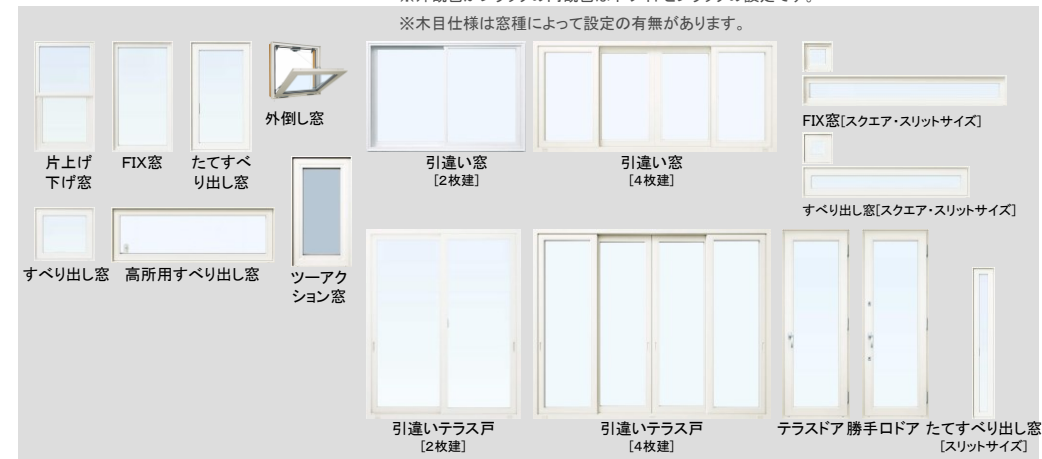 ※木目仕様は窓種によって設定の有無があります。
片上げ
下げ窓
FIX窓
たてすべ
り出し窓
外倒し窓
引違い窓
[2枚建]
引違い窓
[4枚建]
FIX窓[スクエア・スリットサイズ]
すべり出し窓[スクエア・スリットサイズ]
すべり出し窓
高所用すべり出し窓
ツーアク
ション窓
引違いテラス戸
[2枚建]
引違いテラス戸
[4枚建]
テラスドア
勝手口ドア
たてすべり出し窓
[スリットサイズ]